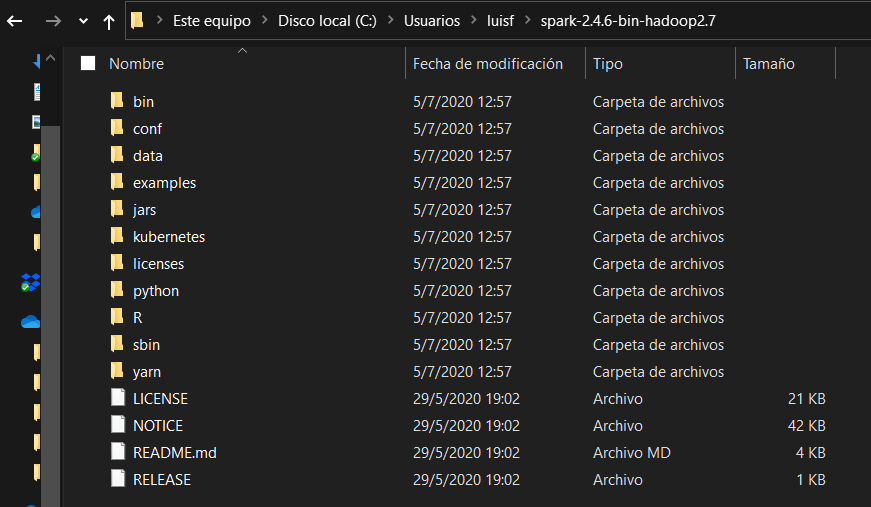 Este equipo > Disco local (C:) > Usuarios > luisf > spark-2.4.6-bin-hadoop2.7
Nombre Fecha de modificación Tipo Tamaño
bin 5/7/2020 12:57 Carpeta de archivos
conf 5/7/2020 12:57 Carpeta de archivos
data 5/7/2020 12:57 Carpeta de archivos
examples 5/7/2020 12:57 Carpeta de archivos
jars 5/7/2020 12:57 Carpeta de archivos
kubernetes 5/7/2020 12:57 Carpeta de archivos
licenses 5/7/2020 12:57 Carpeta de archivos
python 5/7/2020 12:57 Carpeta de archivos
R 5/7/2020 12:57 Carpeta de archivos
sbin 5/7/2020 12:57 Carpeta de archivos
yarn 5/7/2020 12:57 Carpeta de archivos
LICENSE 29/5/2020 19:02 Archivo 21 KB
NOTICE 29/5/2020 19:02 Archivo 42 KB
README.md 29/5/2020 19:02 Archivo MD 4 KB
RELEASE 29/5/2020 19:02 Archivo 1 KB